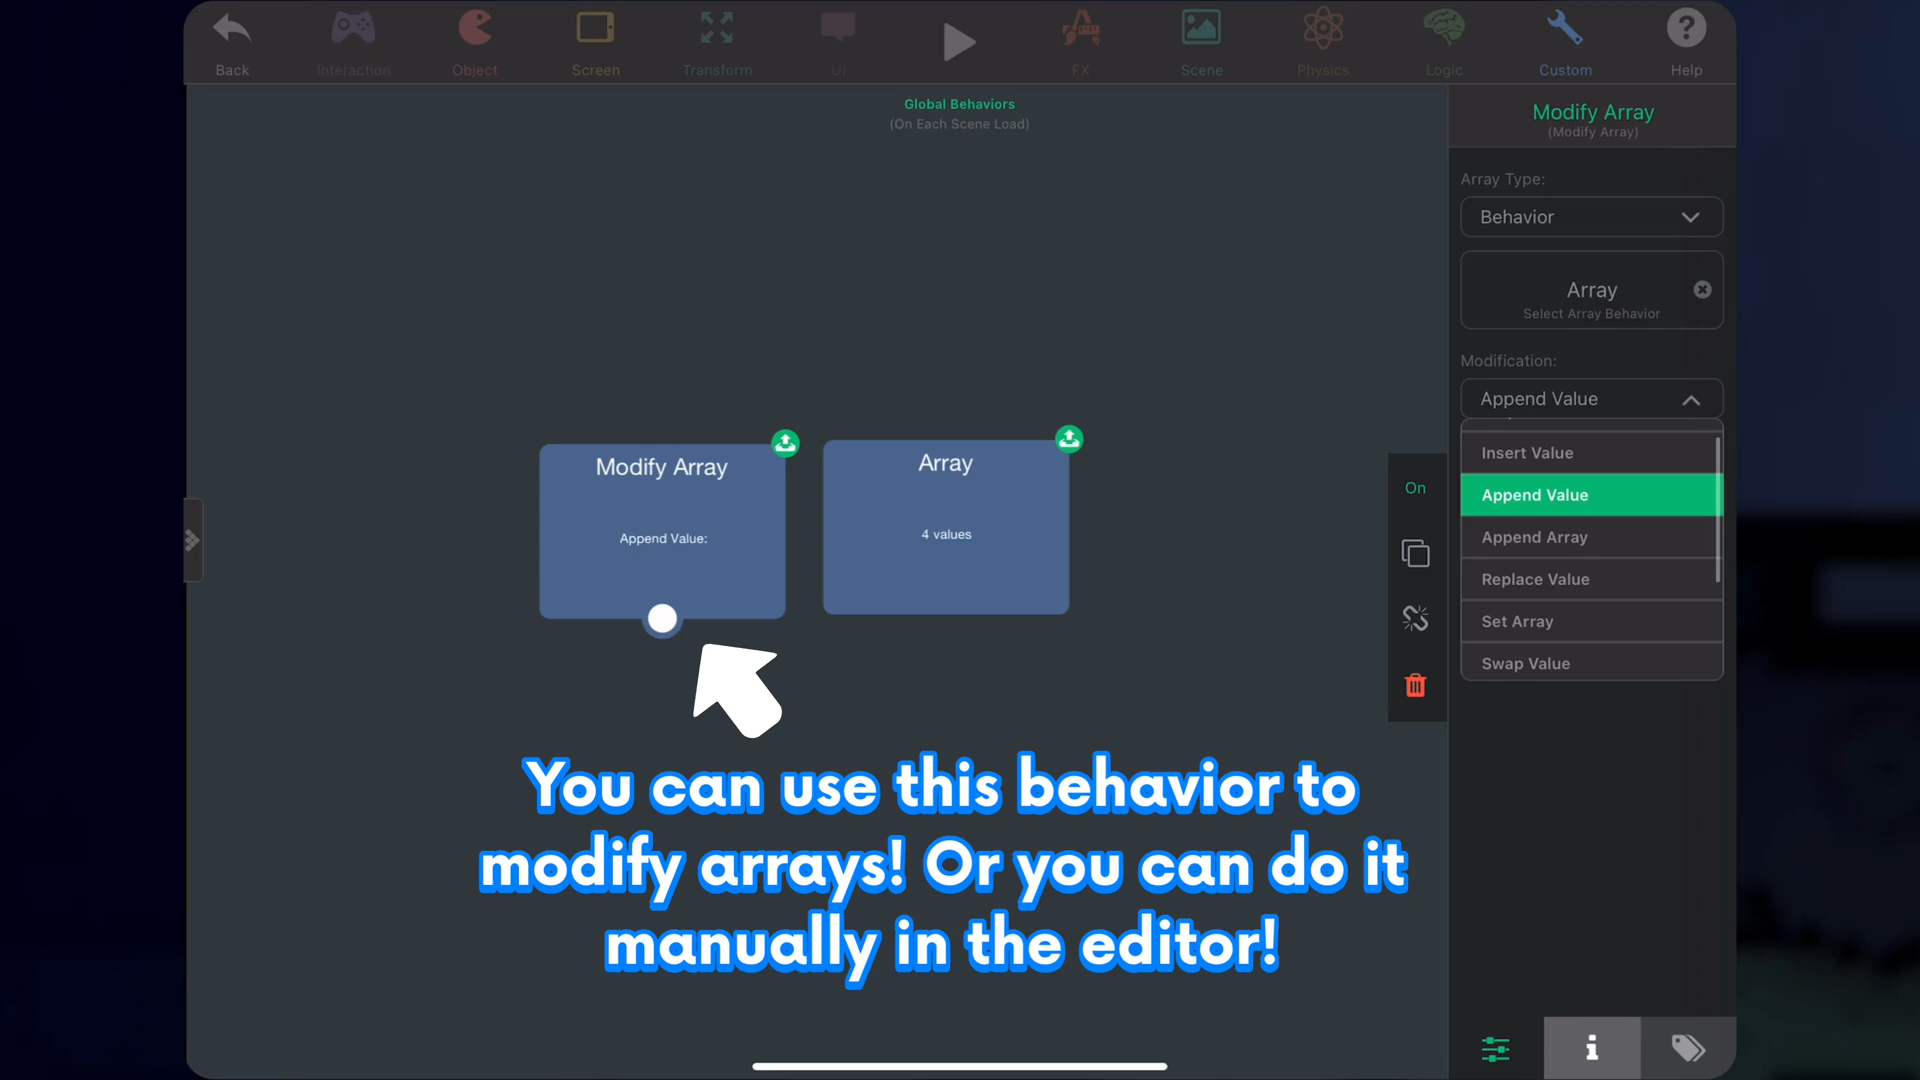 Back
Interaction
Object
Screen
Transform
UI
FX
Scene
Physics
Logic
Custom
Help
Global Behaviors
(On Each Scene Load)
Modify Array
(Modify Array)
Array Type:
Behavior
Array
Select Array Behavior
Modification:
Append Value
Insert Value
Append Value
Append Array
Replace Value
Set Array
Swap Value
On
Modify Array
Append Value:
Array
4 values
You can use this behavior to
modify arrays! Or you can do it
manually in the editor!